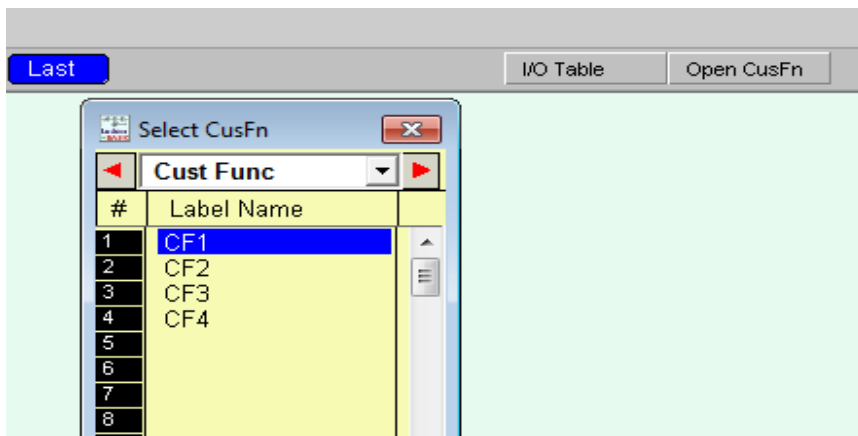 Last I/O Table Open CusFn
Select CusFn
Cust Func
# Label Name
1 CF1
2 CF2
3 CF3
4 CF4
5
6
7
8